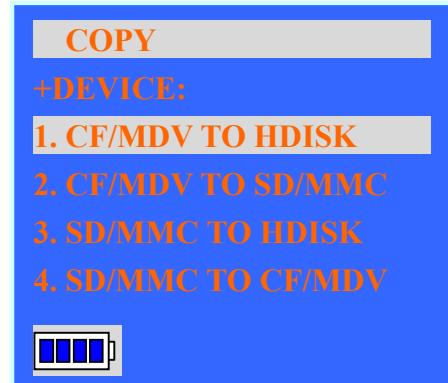 COPY
+DEVICE:
1. CF/MDV TO HDISK
2. CF/MDV TO SD/MMC
3. SD/MMC TO HDISK
4. SD/MMC TO CF/MDV